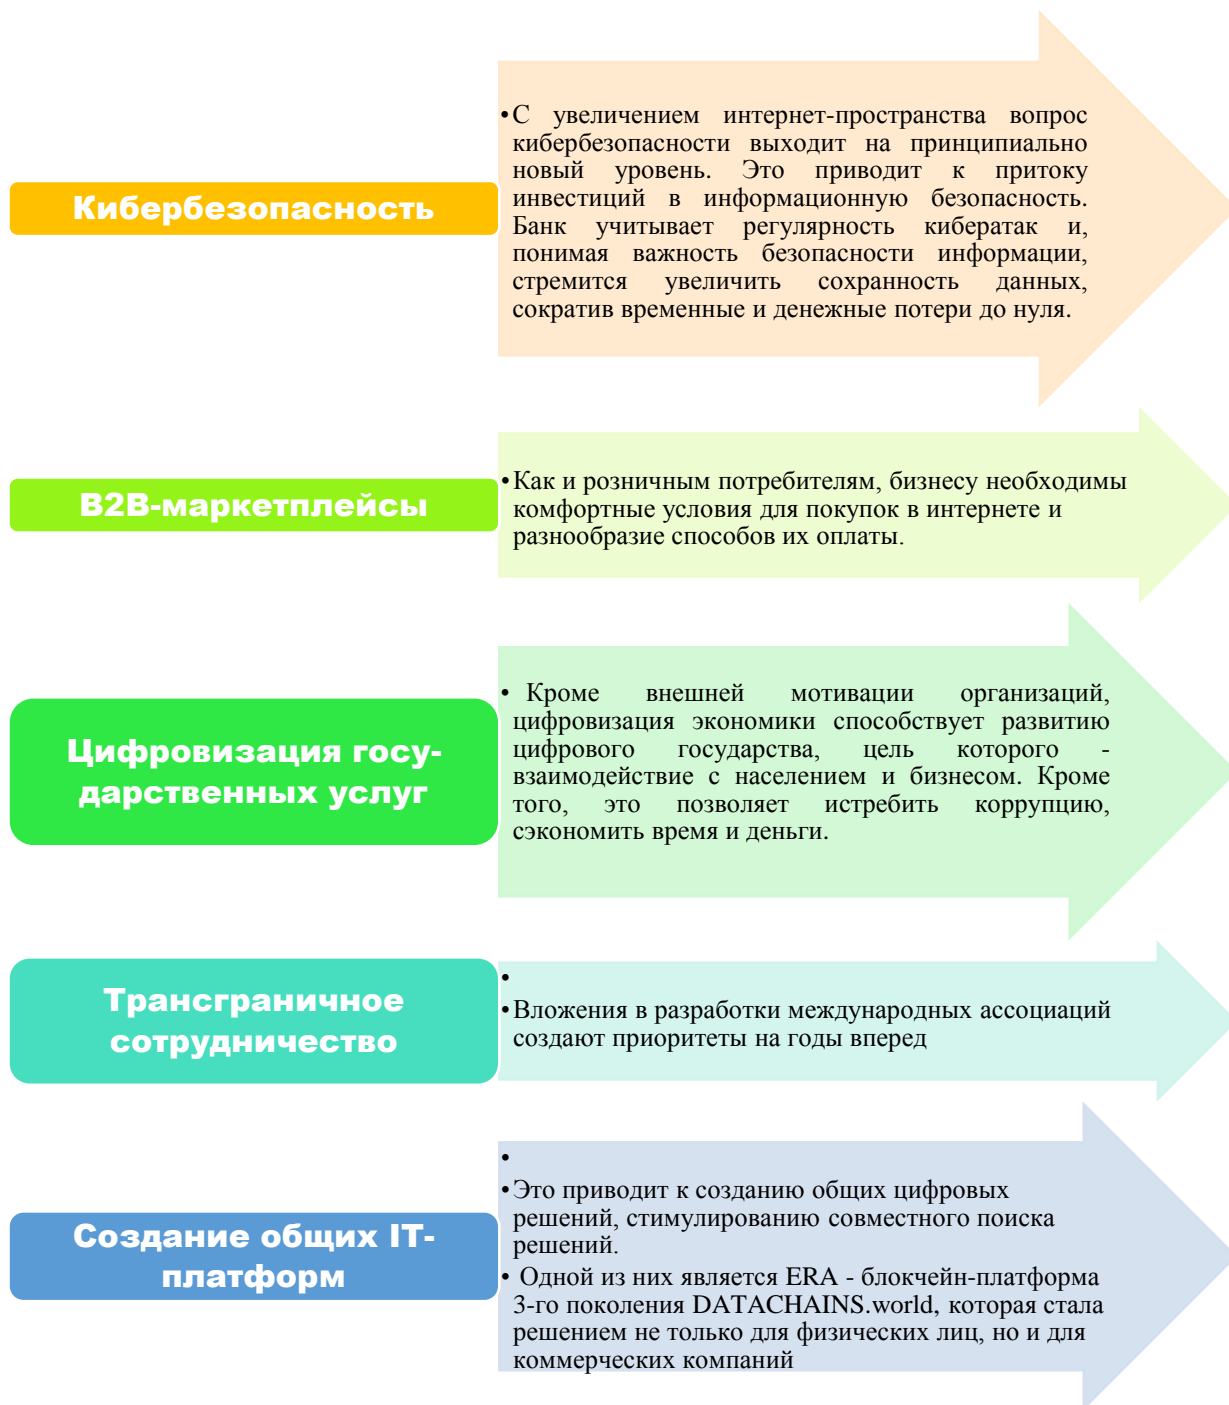 Кибербезопасность
•С увеличением интернет-пространства вопрос
кибербезопасности выходит на принципиально
новый уровень. Это приводит к притоку
инвестиций в информационную безопасность.
Банк учитывает регулярность кибератак и,
понимая важность безопасности информации,
стремится увеличить сохранность данных,
сократив временные и денежные потери до нуля.
B2B-маркетплейсы
•Как и розничным потребителям, бизнесу необходимы
комфортные условия для покупок в интернете и
разнообразие способов их оплаты.
Цифровизация госу-
дарственных услуг
• Кроме внешней мотивации организаций,
цифровизация экономики способствует развитию
цифрового государства, цель которого -
взаимодействие с населением и бизнесом. Кроме
того, это позволяет истребить коррупцию,
сэкономить время и деньги.
Трансграничное
сотрудничество
•
•Вложения в разработки международных ассоциаций
создают приоритеты на годы вперед
Создание общих IT-
платформ
•
•Это приводит к созданию общих цифровых
решений, стимулированию совместного поиска
решений.
• Одной из них является ERA - блокчейн-платформа
3-го поколения DATACHAINS.world, которая стала
решением не только для физических лиц, но и для
коммерческих компаний